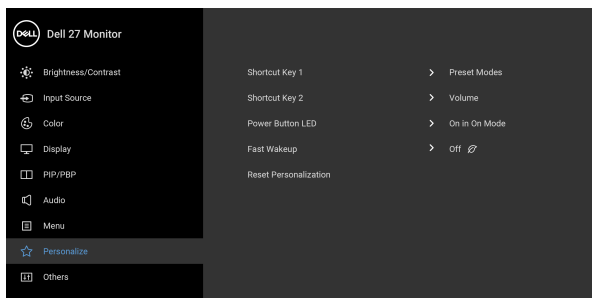 DELL Dell 27 Monitor
Brightness/Contrast
Input Source
Color
Display
PIP/PBP
Audio
Menu
Personalize
Others
Shortcut Key 1 > Preset Modes
Shortcut Key 2 > Volume
Power Button LED > On in On Mode
Fast Wakeup > Off
Reset Personalization